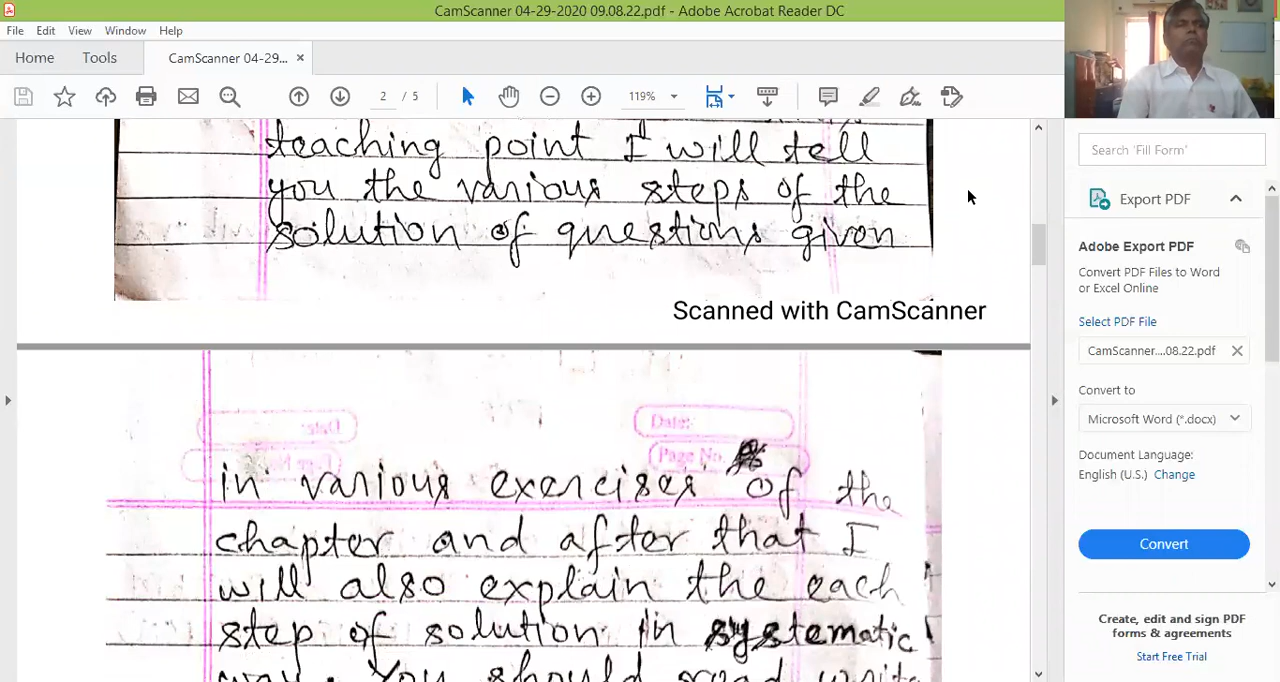 CamScanner 04-29-2020 09.08.22.pdf - Adobe Acrobat Reader DC
File Edit View Window Help
Home Tools CamScanner 04-29... ×
2 / 5 119%
teaching point I will tell
you the various steps of the
solution of questions given
Scanned with CamScanner
Date:
Page No.
in various exercises of the
chapter and after that I
will also explain the each
step of solution in systematic
way. You should read write
Search 'Fill Form'
Export PDF
Adobe Export PDF
Convert PDF Files to Word
or Excel Online
Select PDF File
CamScanner....08.22.pdf
Convert to
Microsoft Word (*.docx)
Document Language:
English (U.S.) Change
Convert
Create, edit and sign PDF
forms & agreements
Start Free Trial